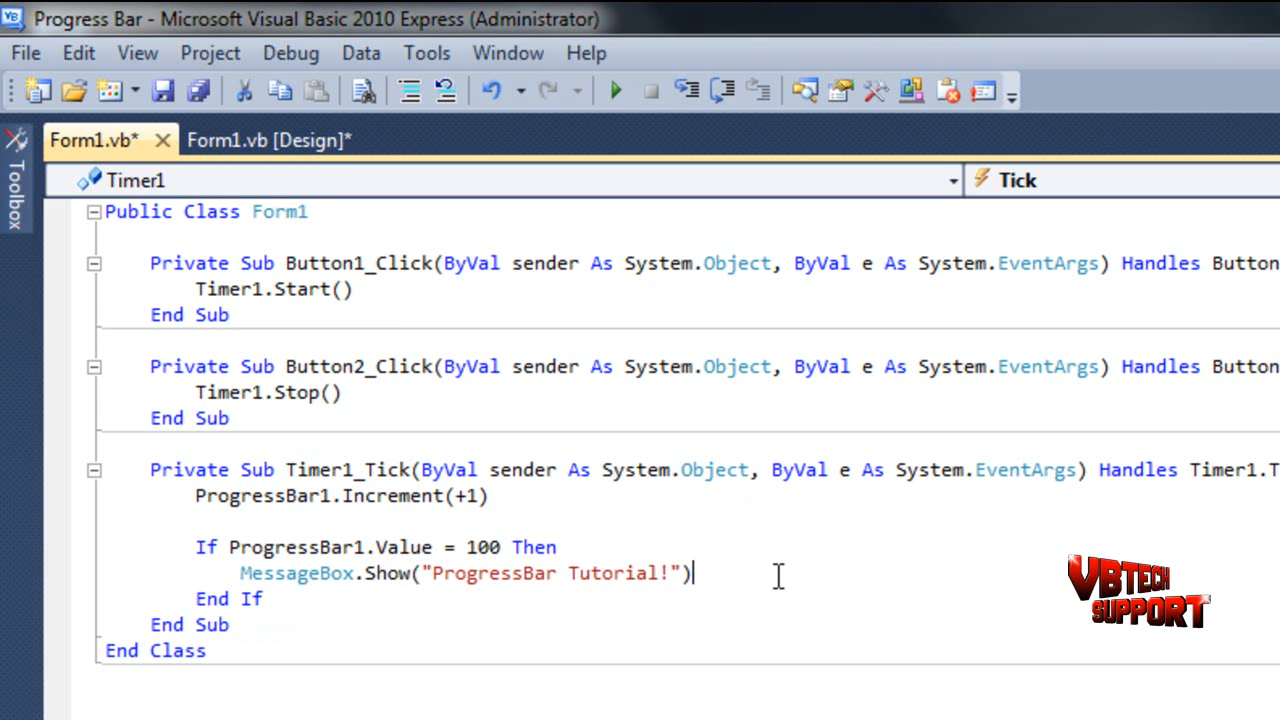 Progress Bar - Microsoft Visual Basic 2010 Express (Administrator)
File Edit View Project Debug Data Tools Window Help
Form1.vb* Form1.vb [Design]*
Toolbox
Timer1 Tick
Public Class Form1
Private Sub Button1_Click(ByVal sender As System.Object, ByVal e As System.EventArgs) Handles Button
Timer1.Start()
End Sub
Private Sub Button2_Click(ByVal sender As System.Object, ByVal e As System.EventArgs) Handles Button
Timer1.Stop()
End Sub
Private Sub Timer1_Tick(ByVal sender As System.Object, ByVal e As System.EventArgs) Handles Timer1.T
ProgressBar1.Increment(+1)
If ProgressBar1.Value = 100 Then
MessageBox.Show("ProgressBar Tutorial!")
End If
End Sub
End Class
VBTECH
SUPPORT